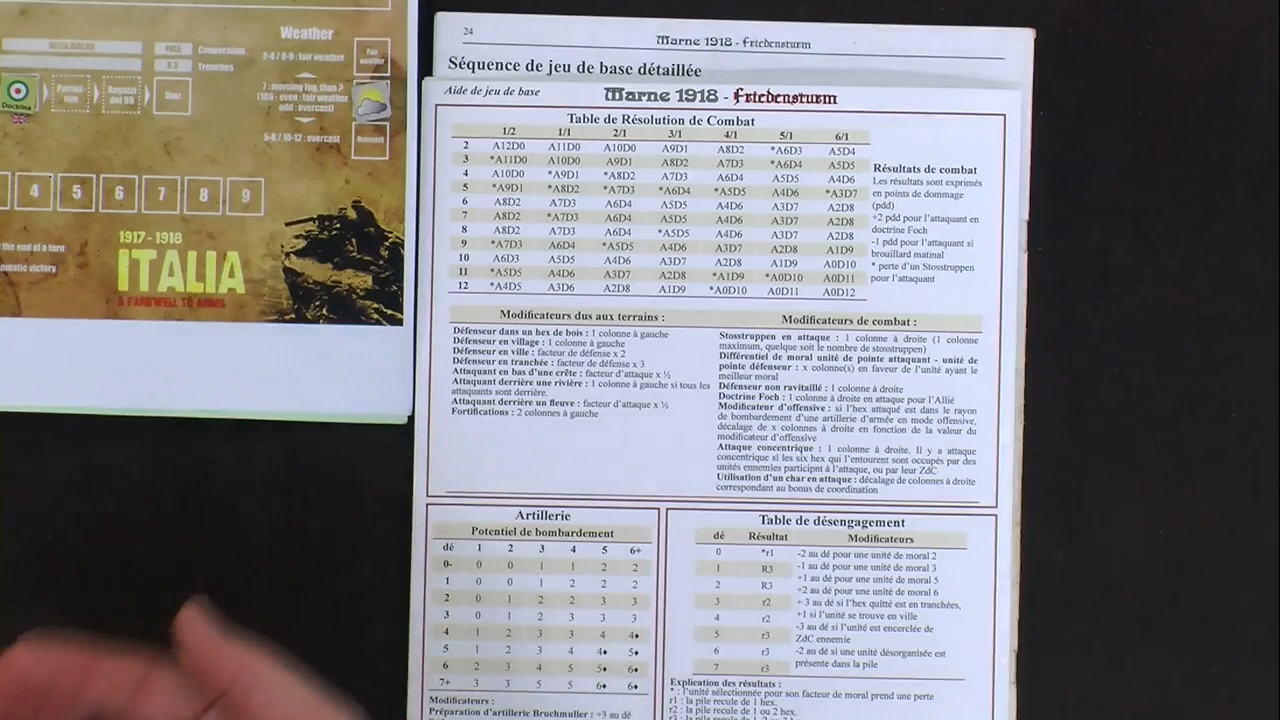 FULL
Cooperation
Trenches
Doctrine
Weather
2-4 / 8-9 : fair weather
7 : morning fog, then ?
(1D6 - even : fair weather
odd : overcast)
5-6 / 10-12 : overcast
Fair
weather
Overcast
4 5 6 7 8 9
the end of a turn
omatic victory
1917 - 1918
ITALIA
A FAREWELL TO ARMS
24
Marne 1918 - Friedensturm
Séquence de jeu de base détaillée
Aide de jeu de base
Marne 1918 - Friedensturm
Table de Résolution de Combat
1/2 1/1 2/1 3/1 4/1 5/1 6/1
2 A12D0 A11D0 A10D0 A9D1 A8D2 *A6D3 A5D4
3 *A11D0 A10D0 A9D1 A8D2 A7D3 *A6D4 A5D5
4 A10D0 *A9D1 *A8D2 A7D3 A6D4 A5D5 A4D6
5 *A9D1 *A8D2 *A7D3 *A6D4 *A5D5 A4D6 *A3D7
6 A8D2 A7D3 A6D4 A5D5 A4D6 A3D7 A2D8
7 A8D2 *A7D3 A6D4 A5D5 A4D6 A3D7 A2D8
8 A8D2 A7D3 A6D4 *A5D5 A4D6 A3D7 A2D8
9 *A7D3 A6D4 *A5D5 A4D6 A3D7 A2D8 A1D9
10 A6D3 A5D5 A4D6 A3D7 A2D8 A1D9 A0D10
11 *A5D5 A4D6 A3D7 A2D8 *A1D9 *A0D10 A0D11
12 *A4D5 A3D6 A2D8 A1D9 *A0D10 A0D11 A0D12
Résultats de combat
Les résultats sont exprimés
en points de dommage
(pdd)
+2 pdd pour l'attaquant en
doctrine Foch
-1 pdd pour l'attaquant si
brouillard matinal
* perte d'un Stosstruppen
pour l'attaquant
Modificateurs dus aux terrains :
Défenseur dans un hex de bois : 1 colonne à gauche
Défenseur en village : 1 colonne à gauche
Défenseur en ville : facteur de défense x 2
Défenseur en tranchée : facteur de défense x 3
Attaquant en bas d'une crête : facteur d'attaque x ½
Attaquant derrière une rivière : 1 colonne à gauche si tous les
attaquants sont derrière.
Attaquant derrière un fleuve : facteur d'attaque x ½
Fortifications : 2 colonnes à gauche
Modificateurs de combat :
Stosstruppen en attaque : 1 colonne à droite (1 colonne
maximum, quelque soit le nombre de stosstruppen)
Différentiel de moral unité de pointe attaquant - unité de
pointe défenseur : x colonne(s) en faveur de l'unité ayant le
meilleur moral
Défenseur non ravitaillé : 1 colonne à droite
Doctrine Foch : 1 colonne à droite en attaque pour l'Allié
Modificateur d'offensive : si l'hex attaqué est dans le rayon
de bombardement d'une artillerie d'armée en mode offensive,
décalage de x colonnes à droite en fonction de la valeur du
modificateur d'offensive
Attaque concentrique : 1 colonne à droite. Il y a attaque
concentrique si les six hex qui l'entourent sont occupés par des
unités ennemies participnt à l'attaque, ou par leur ZdC
Utilisation d'un char en attaque : décalage de colonnes à droite
correspondant au bonus de coordination
Artillerie
Potentiel de bombardement
dé 1 2 3 4 5 6+
0- 0 0 1 1 2 2
1 0 0 1 2 2 2
2 0 1 2 2 3 3
3 0 1 2 3 3 3
4 1 2 3 3 4 4♦
5 1 2 3 4 4♦ 5♦
6 2 3 4 5 5♦ 6♦
7+ 3 3 5 5 6♦ 6♦
Modificateurs :
Préparation d'artillerie Bruchmuller : +3 au dé
Table de désengagement
dé Résultat Modificateurs
0 *r1
1 R3
2 R3
3 r2
4 r2
5 r3
6 r3
7 r3
-2 au dé pour une unité de moral 2
-1 au dé pour une unité de moral 3
+1 au dé pour une unité de moral 5
+2 au dé pour une unité de moral 6
+ 3 au dé si l'hex quitté est en tranchées,
+1 si l'unité se trouve en ville
-3 au dé si l'unité est encerclée de
ZdC ennemie
-2 au dé si une unité désorganisée est
présente dans la pile
Explication des résultats :
* : l'unité sélectionnée pour son facteur de moral prend une perte
r1 : la pile recule de 1 hex.
r2 : la pile recule de 1 ou 2 hex.